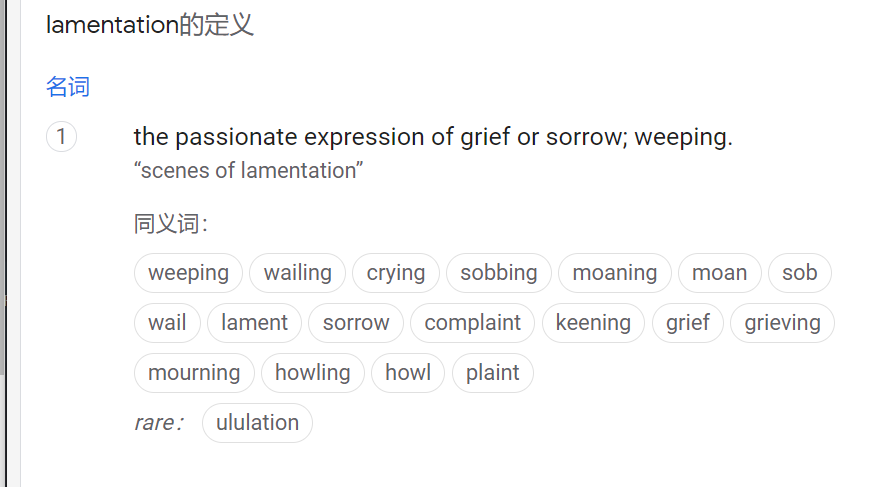 lamentation的定义
名词
1 the passionate expression of grief or sorrow; weeping.
“scenes of lamentation”
同义词：
weeping wailing crying sobbing moaning moan sob
wail lament sorrow complaint keening grief grieving
mourning howling howl plaint
rare： ululation